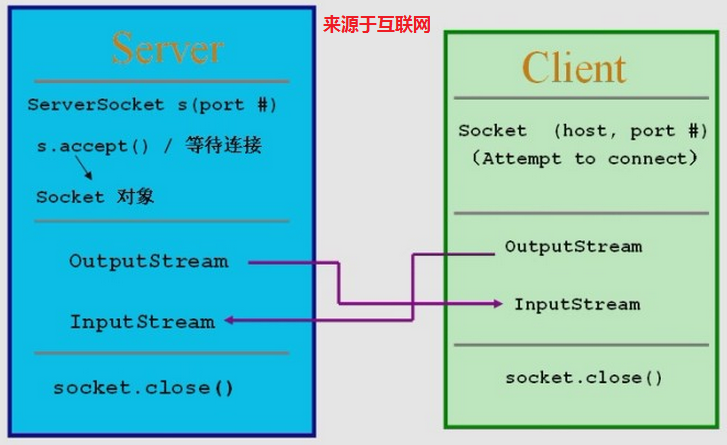 来源于互联网
Server
ServerSocket s(port #)
s.accept() / 等待连接
Socket 对象
OutputStream
InputStream
socket.close()
Client
Socket (host, port #)
(Attempt to connect)
OutputStream
InputStream
socket.close()